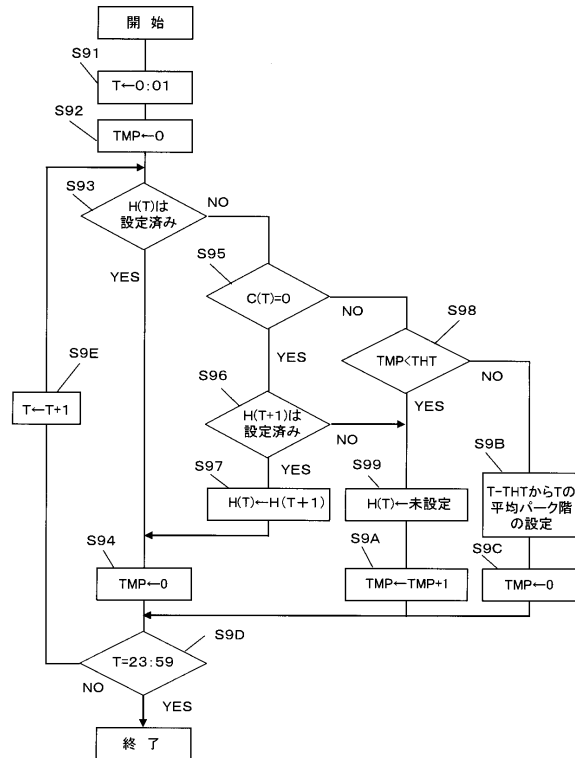 開 始
S91
T←0:01
S92
TMP←0
S93
H(T)は
設定済み
NO
YES
S95
C(T)=0
NO
YES
S98
TMP<THT
NO
YES
S9E
T←T+1
S96
H(T+1)は
設定済み
NO
YES
S97
H(T)←H(T+1)
S99
H(T)←未設定
S9B
T-THTからTの
平均パーク階
の設定
S94
TMP←0
S9A
TMP←TMP+1
S9C
TMP←0
S9D
T=23:59
NO
YES
終 了